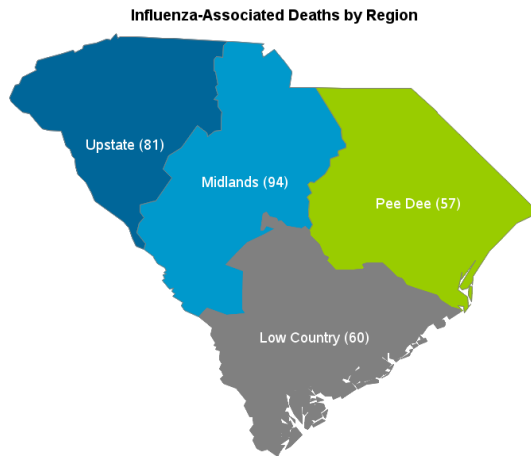 Influenza-Associated Deaths by Region
Upstate (81)
Midlands (94)
Pee Dee (57)
Low Country (60)